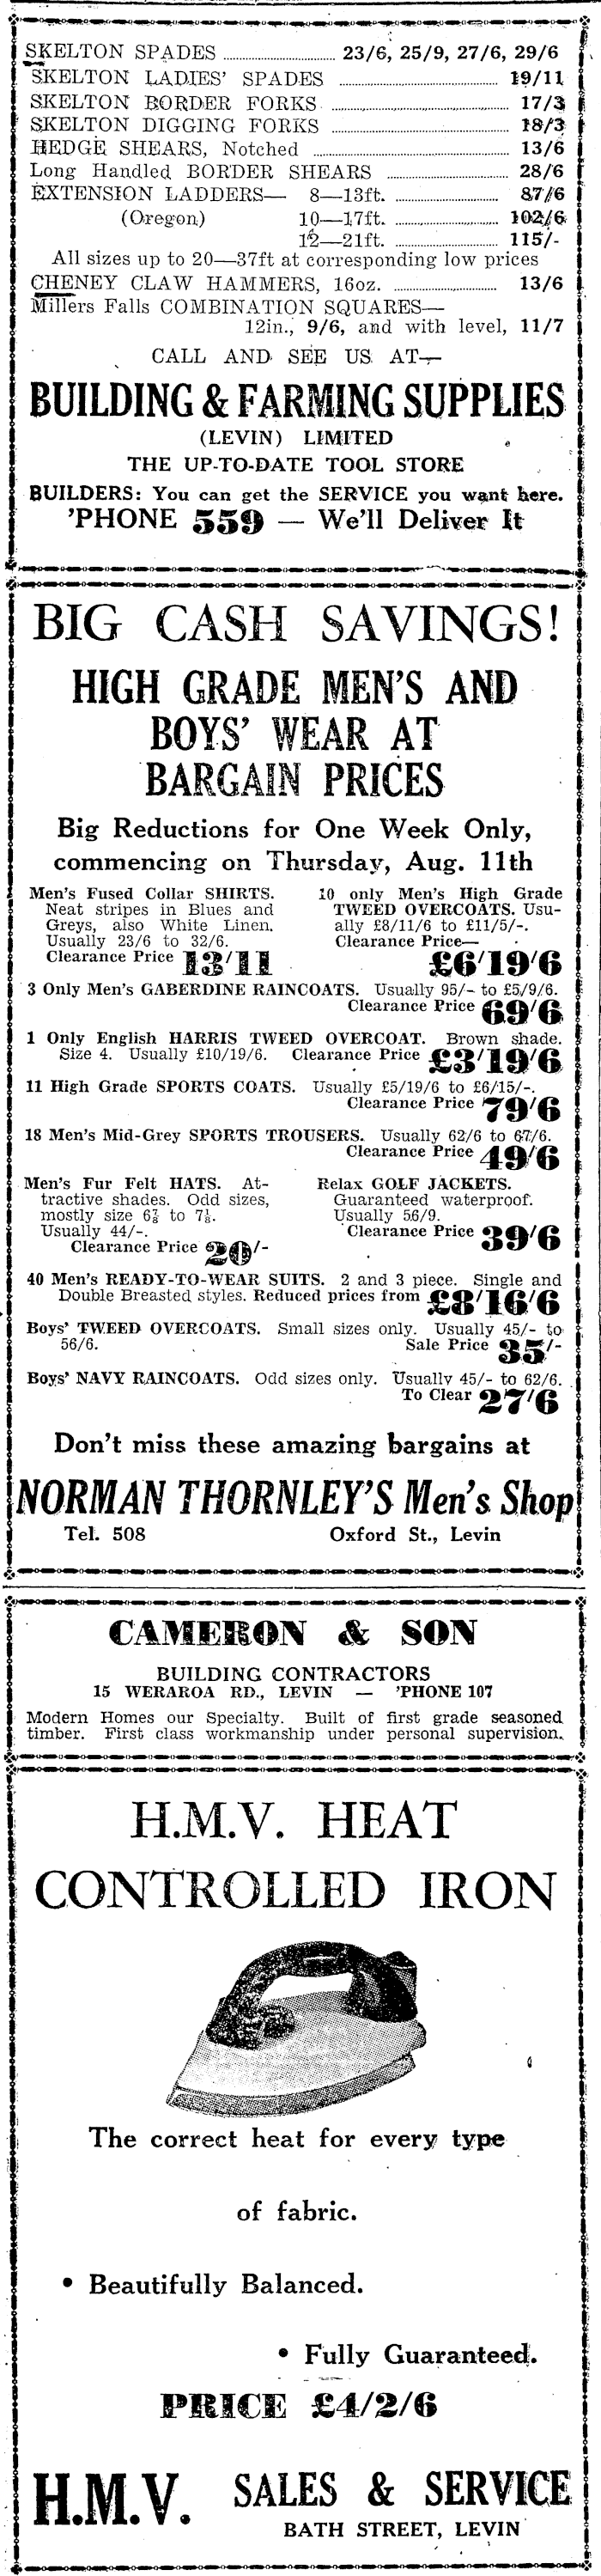 SKELTON SPADES 23/6, 25/9, 27/6, 29/6
SKELTON LADIES' SPADES 19/11
SKELTON BORDER FORKS 17/3
SKELTON DIGGING FORKS 18/3
HEDGE SHEARS, Notched 13/6
Long Handled BORDER SHEARS 28/6
EXTENSION LADDERS— 8—13ft. 87/6
(Oregon) 10—17ft. 102/6
12—21ft. 115/-
All sizes up to 20—37ft at corresponding low prices
CHENEY CLAW HAMMERS, 16oz. 13/6
Millers Falls COMBINATION SQUARES—
12in., 9/6, and with level, 11/7
CALL AND SEE US AT—
BUILDING & FARMING SUPPLIES
(LEVIN) LIMITED
THE UP-TO-DATE TOOL STORE
BUILDERS: You can get the SERVICE you want here.
'PHONE 559 — We'll Deliver It
BIG CASH SAVINGS!
HIGH GRADE MEN'S AND
BOYS' WEAR AT
BARGAIN PRICES
Big Reductions for One Week Only,
commencing on Thursday, Aug. 11th
Men's Fused Collar SHIRTS.
Neat stripes in Blues and
Greys, also White Linen.
Usually 23/6 to 32/6.
Clearance Price 13/11
10 only Men's High Grade
TWEED OVERCOATS. Usu-
ally £8/11/6 to £11/5/-.
Clearance Price—
£6/19/6
3 Only Men's GABERDINE RAINCOATS. Usually 95/- to £5/9/6.
Clearance Price 69/6
1 Only English HARRIS TWEED OVERCOAT. Brown shade.
Size 4. Usually £10/19/6. Clearance Price £3/19/6
11 High Grade SPORTS COATS. Usually £5/19/6 to £6/15/-.
Clearance Price 79/6
18 Men's Mid-Grey SPORTS TROUSERS. Usually 62/6 to 67/6.
Clearance Price 49/6
Men's Fur Felt HATS. At-
tractive shades. Odd sizes,
mostly size 6⅞ to 7⅛.
Usually 44/-.
Clearance Price 20/-
Relax GOLF JACKETS.
Guaranteed waterproof.
Usually 56/9.
Clearance Price 39/6
40 Men's READY-TO-WEAR SUITS. 2 and 3 piece. Single and
Double Breasted styles. Reduced prices from £8/16/6
Boys' TWEED OVERCOATS. Small sizes only. Usually 45/- to
56/6. Sale Price 35/-
Boys' NAVY RAINCOATS. Odd sizes only. Usually 45/- to 62/6.
To Clear 27/6
Don't miss these amazing bargains at
NORMAN THORNLEY'S Men's Shop
Tel. 508 Oxford St., Levin
CAMERON & SON
BUILDING CONTRACTORS
15 WERAROA RD., LEVIN — 'PHONE 107
Modern Homes our Specialty. Built of first grade seasoned
timber. First class workmanship under personal supervision.
H.M.V. HEAT
CONTROLLED IRON
The correct heat for every type
of fabric.
• Beautifully Balanced.
• Fully Guaranteed.
PRICE £4/2/6
H.M.V. SALES & SERVICE
BATH STREET, LEVIN